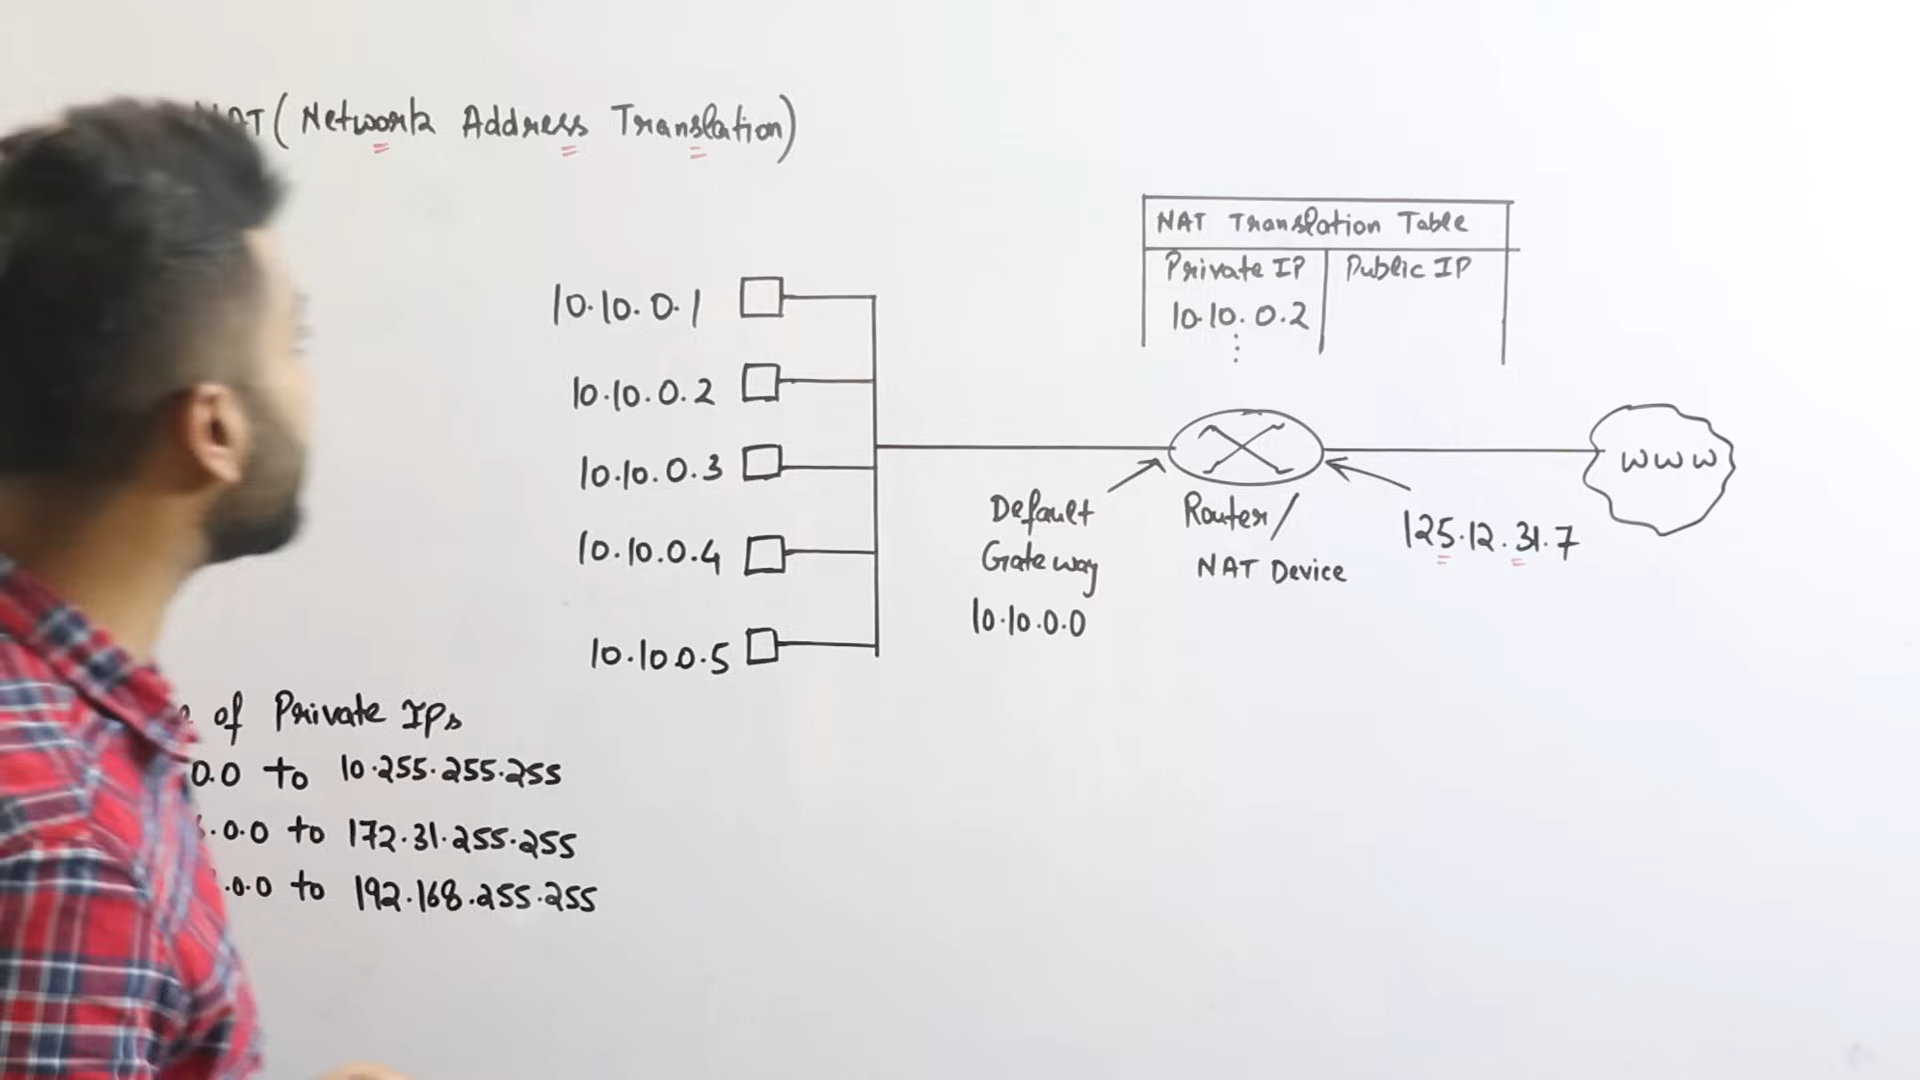 NAT (Network Address Translation)
NAT Translation Table
Private IP Public IP
10.10.0.2
10.10.0.1
10.10.0.2
10.10.0.3
10.10.0.4
10.10.0.5
Default
Gateway
10.10.0.0
Router/
NAT Device
125.12.31.7
www
of Private IPs
0.0 to 10.255.255.255
.0.0 to 172.31.255.255
.0.0 to 192.168.255.255